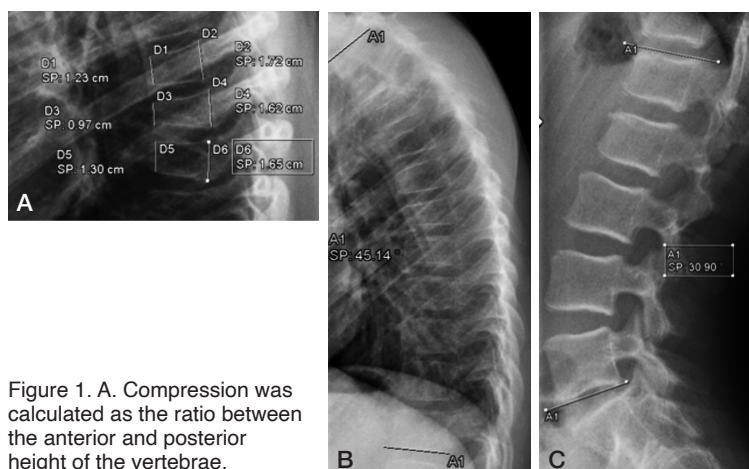 D1
D2
D2
SP: 1.72 cm
D1
SP: 1.23 cm
D3
D4
D4
SP: 1.62 cm
D3
SP: 0.97 cm
D5
D6
D6
SP: 1.65 cm
D5
SP: 1.30 cm
A
A1
A1
SP: 45.14 °
A1
B
A1
A1
SP 30 90 °
A1
C
Figure 1. A. Compression was
calculated as the ratio between
the anterior and posterior
height of the vertebrae.